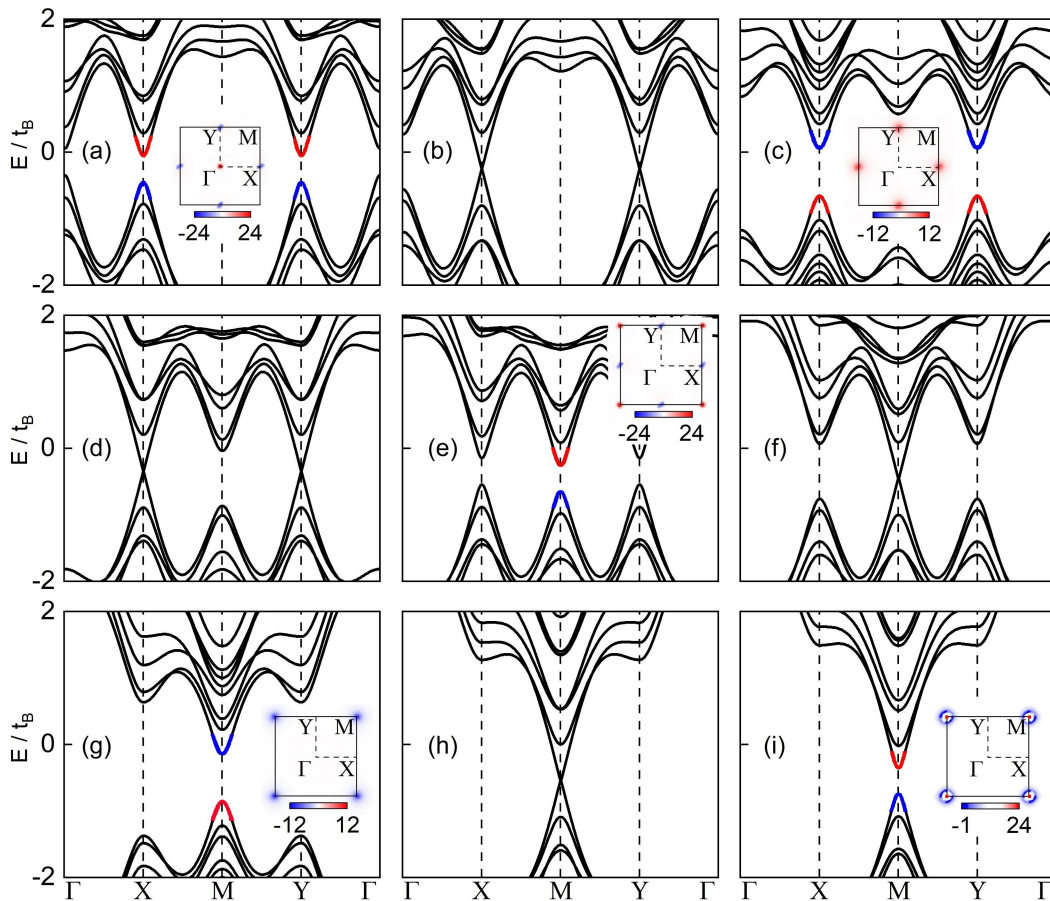 2
E / t_B
0
-2
(a)
Y M
Γ X
-24 24
(b)
(c)
Y M
Γ X
-12 12
2
E / t_B
0
-2
(d)
(e)
Y M
Γ X
-24 24
(f)
2
E / t_B
0
-2
(g)
Y M
Γ X
-12 12
(h)
(i)
Y M
Γ X
-1 24
Γ X M Y Γ X M Y Γ X M Y Γ